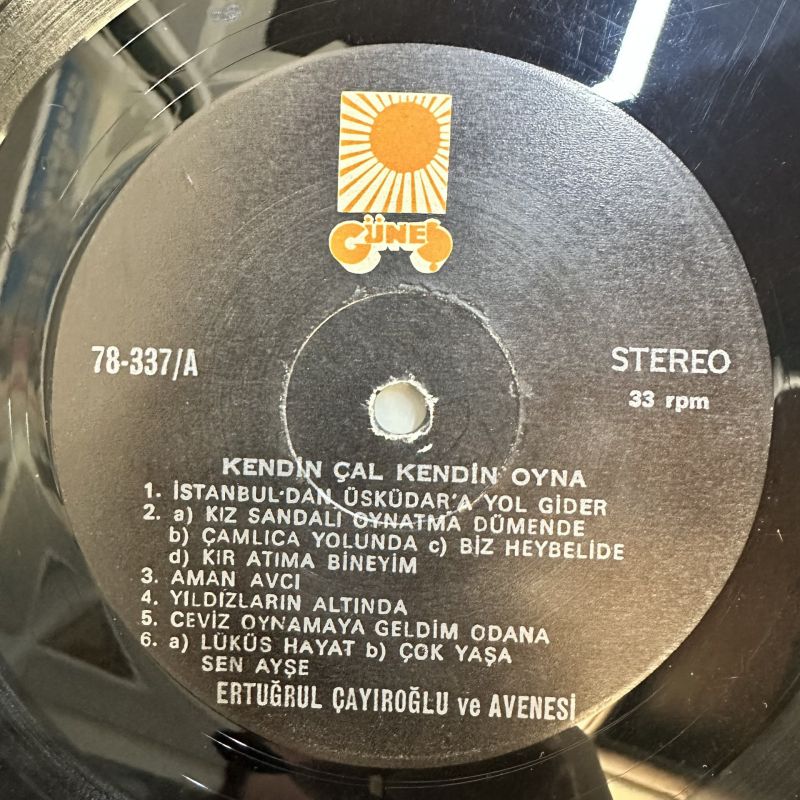 GÜNEŞ
78-337/A
STEREO
33 rpm
KENDİN ÇAL KENDİN OYNA
1. İSTANBUL'DAN ÜSKÜDAR'A YOL GİDER
2. a) KIZ SANDALI OYNATMA DÜMENDE
b) ÇAMLICA YOLUNDA c) BİZ HEYBELİDE
d) KIR ATIMA BİNEYİM
3. AMAN AVCI
4. YILDIZLARIN ALTINDA
5. CEVİZ OYNAMAYA GELDİM ODANA
6. a) LÜKÜS HAYAT b) ÇOK YAŞA
SEN AYŞE
ERTUĞRUL ÇAYIROĞLU ve AVENESİ